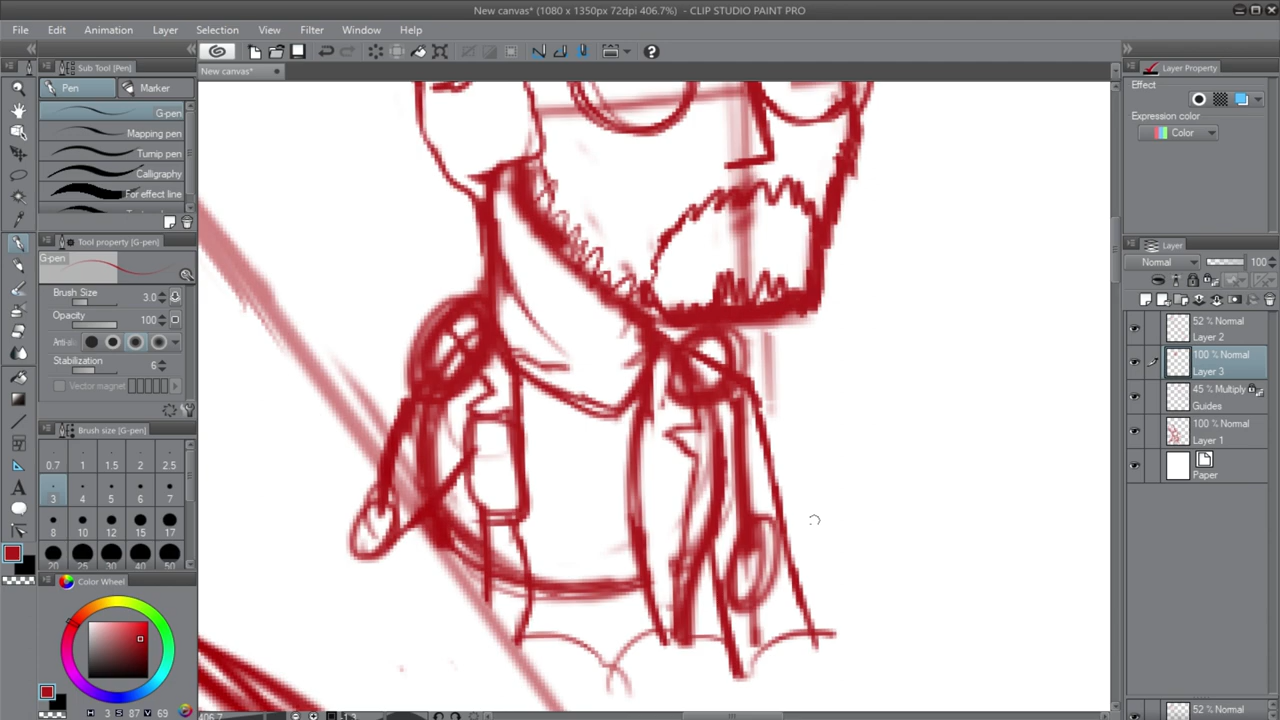 New canvas* (1080 x 1350px 72dpi 406.7%) - CLIP STUDIO PAINT PRO
File Edit Animation Layer Selection View Filter Window Help
Sub Tool [Pen]
Pen Marker
G-pen
Mapping pen
Turnip pen
Calligraphy
For effect line
Tool property [G-pen]
G-pen
Brush Size 3.0
Opacity 100
Anti-
Stabilization 6
Vector magnet
Brush size [G-pen]
0.7 1 1.5 2 2.5
3 4 5 6 7
8 10 12 15 17
20 25 30 40 50
Color Wheel
H 3 S 87 V 69
New canvas*
406.7
Layer Property
Effect
Expression color
Color
Layer
Normal 100
52 % Normal
Layer 2
100 % Normal
Layer 3
45 % Multiply
Guides
100 % Normal
Layer 1
Paper
52 % Normal